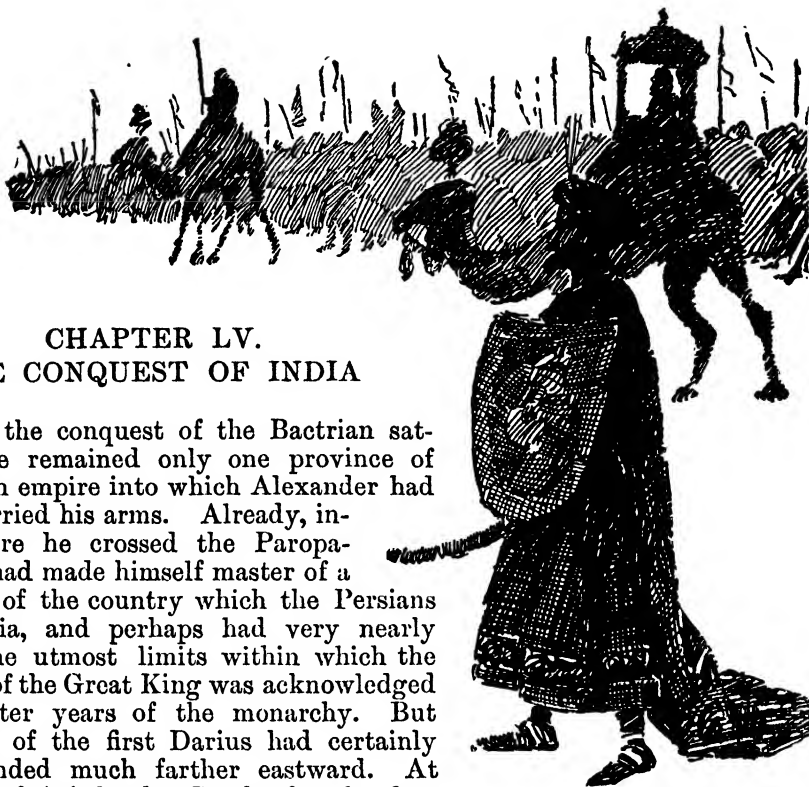 CHAPTER LV.
CONQUEST OF INDIA
the conquest of the Bactrian sat-
remained only one province of
empire into which Alexander had
his arms. Already, in-
he crossed the Paropa-
had made himself master of a
of the country which the Persians
and perhaps had very nearly
utmost limits within which the
of the Great King was acknowledged
years of the monarchy. But
of the first Darius had certainly
much farther eastward. At